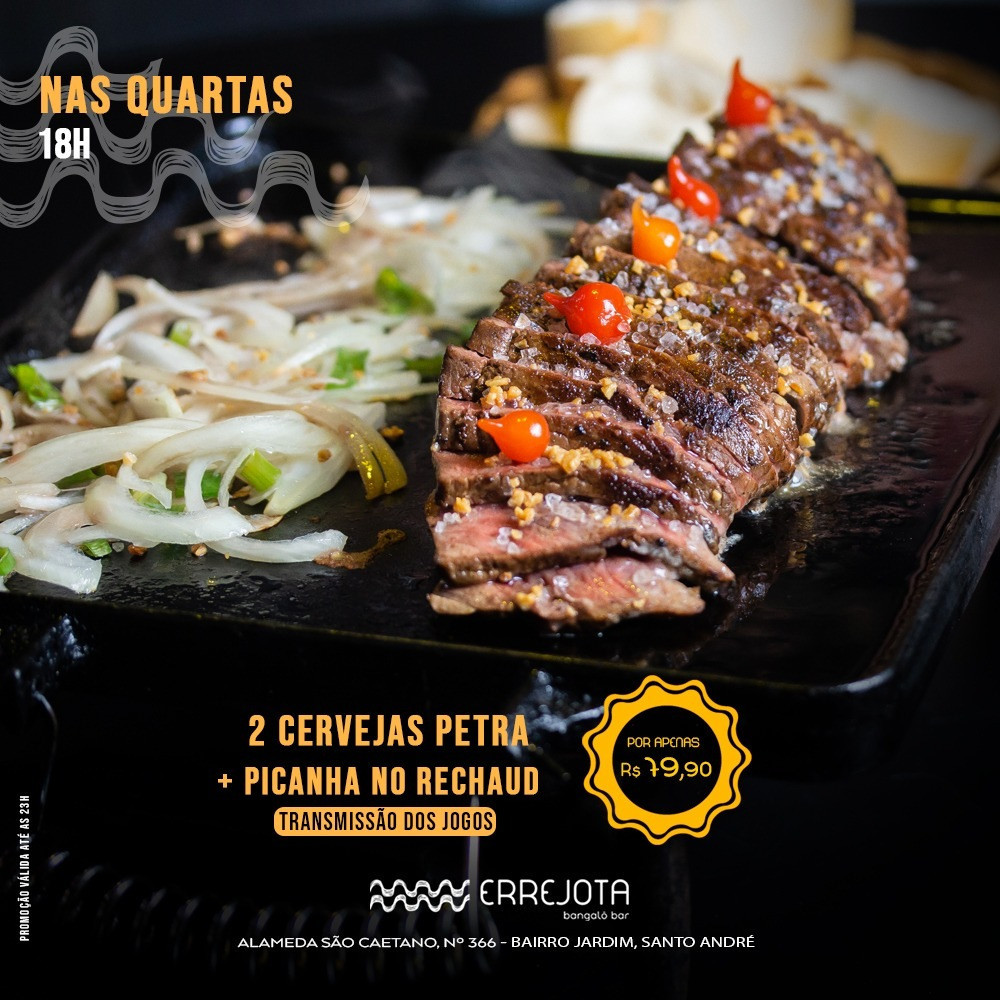 NAS QUARTAS
18H
2 CERVEJAS PETRA
+ PICANHA NO RECHAUD
TRANSMISSÃO DOS JOGOS
POR APENAS
R$ 79,90
PROMOÇÃO VÁLIDA ATÉ AS 23H
ERREJOTA
bangalô bar
ALAMEDA SÃO CAETANO, Nº 366 - BAIRRO JARDIM, SANTO ANDRÉ